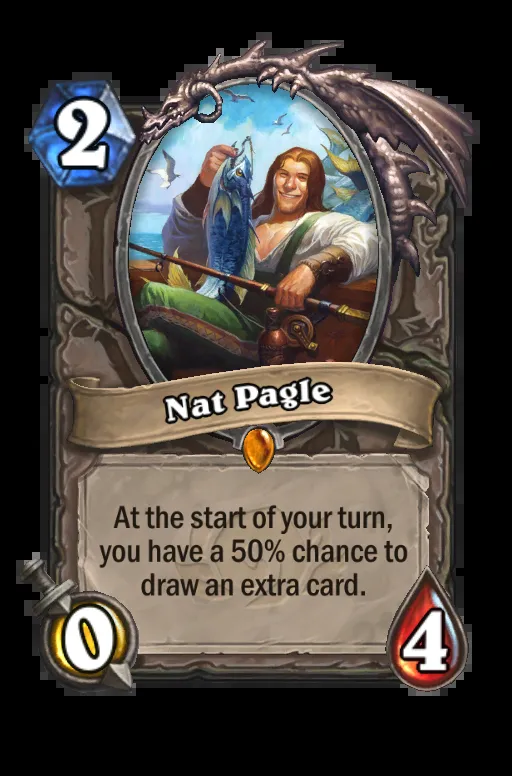 2
Nat Pagle
At the start of your turn,
you have a 50% chance to
draw an extra card.
0
4